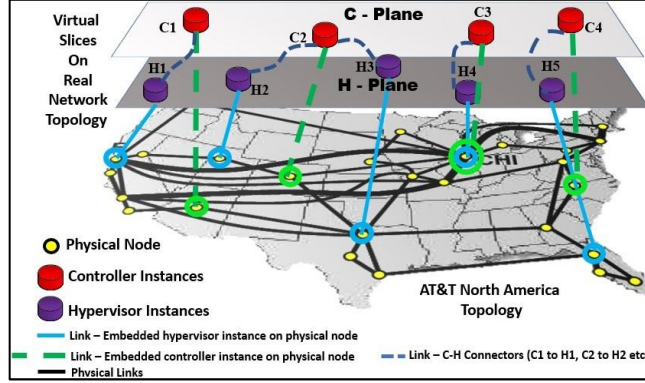 Virtual
Slices
On
Real
Network
Topology
C - Plane
C1
C2
C3
C4
H - Plane
H1
H2
H3
H4
H5
CHI
Physical Node
Controller Instances
Hypervisor Instances
AT&T North America
Topology
Link – Embedded hypervisor instance on physical node
Link – Embedded controller instance on physical node
Link – C-H Connectors (C1 to H1, C2 to H2 etc
Physical Links